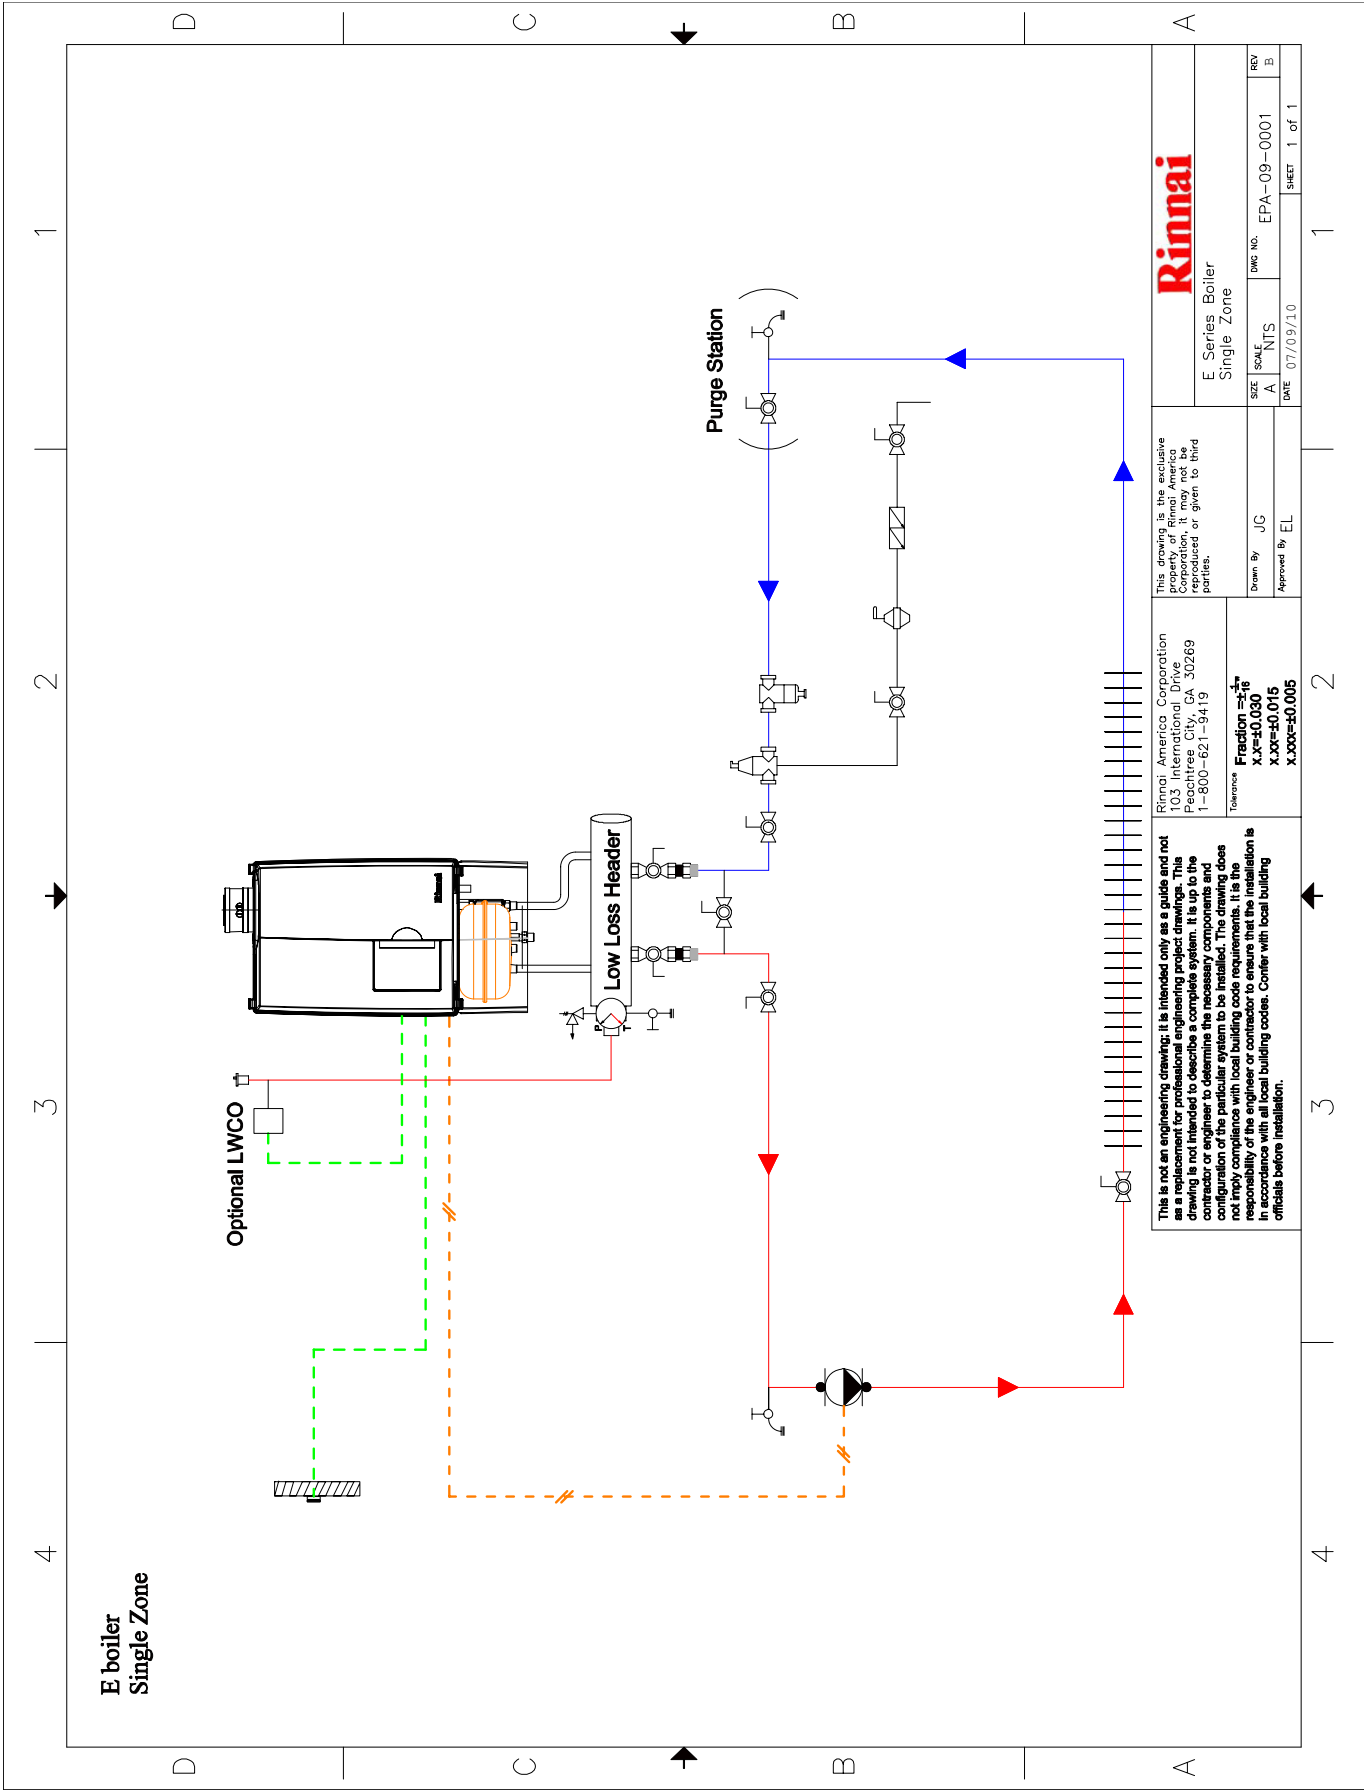 E boiler
Single Zone
4
3
2
1
D
C
B
A
Optional LWCO
Rinnai
Low Loss Header
P
T
Purge Station
This is not an engineering drawing; it is intended only as a guide and not
as a replacement for professional engineering project drawings. This
drawing is not intended to describe a complete system. It is up to the
contractor or engineer to determine the necessary components and
configuration of the particular system to be installed. The drawing does
not imply compliance with local building code requirements. It is the
responsibility of the engineer or contractor to ensure that the installation is
in accordance with all local building codes. Confer with local building
officials before installation.
Rinnai America Corporation
103 International Drive
Peachtree City, GA 30269
1-800-621-9419
Tolerance
Fraction =±1/16"
X.X=±0.030
X.XX=±0.015
X.XXX=±0.005
This drawing is the exclusive
property of Rinnai America
Corporation, it may not be
reproduced or given to third
parties.
Drawn By JG
Approved By EL
Rinnai
E Series Boiler
Single Zone
SIZE A
SCALE NTS
DWG NO. EPA-09-0001
REV B
DATE 07/09/10
SHEET 1 of 1
D
C
B
A
4
3
2
1